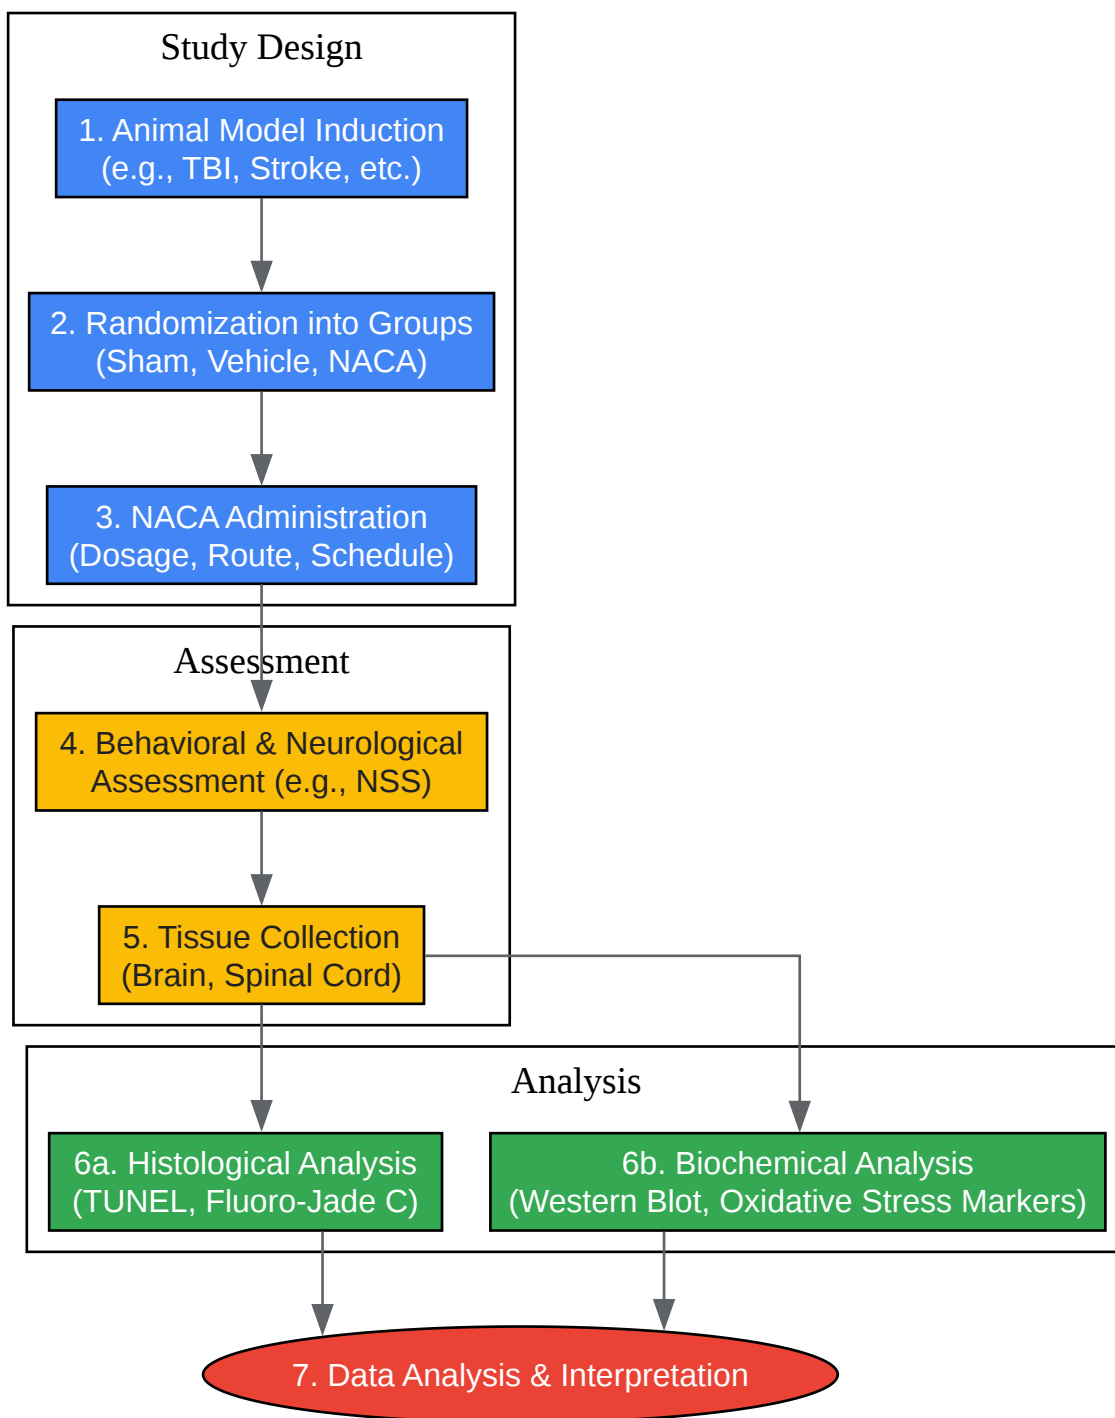 Study Design
1. Animal Model Induction
(e.g., TBI, Stroke, etc.)
2. Randomization into Groups
(Sham, Vehicle, NACA)
3. NACA Administration
(Dosage, Route, Schedule)
Assessment
4. Behavioral & Neurological
Assessment (e.g., NSS)
5. Tissue Collection
(Brain, Spinal Cord)
Analysis
6a. Histological Analysis
(TUNEL, Fluoro-Jade C)
6b. Biochemical Analysis
(Western Blot, Oxidative Stress Markers)
7. Data Analysis & Interpretation